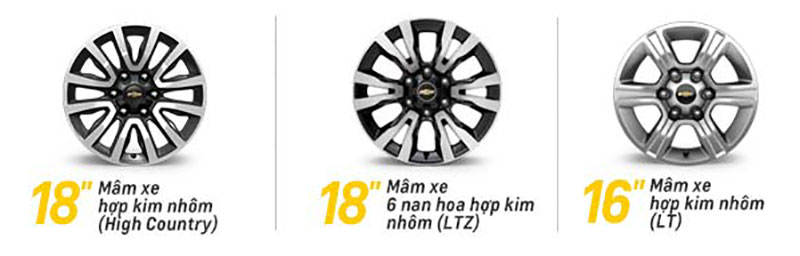 18" Mâm xe
hợp kim nhôm
(High Country)
18" Mâm xe
6 nan hoa hợp kim
nhôm (LTZ)
16" Mâm xe
hợp kim nhôm
(LT)